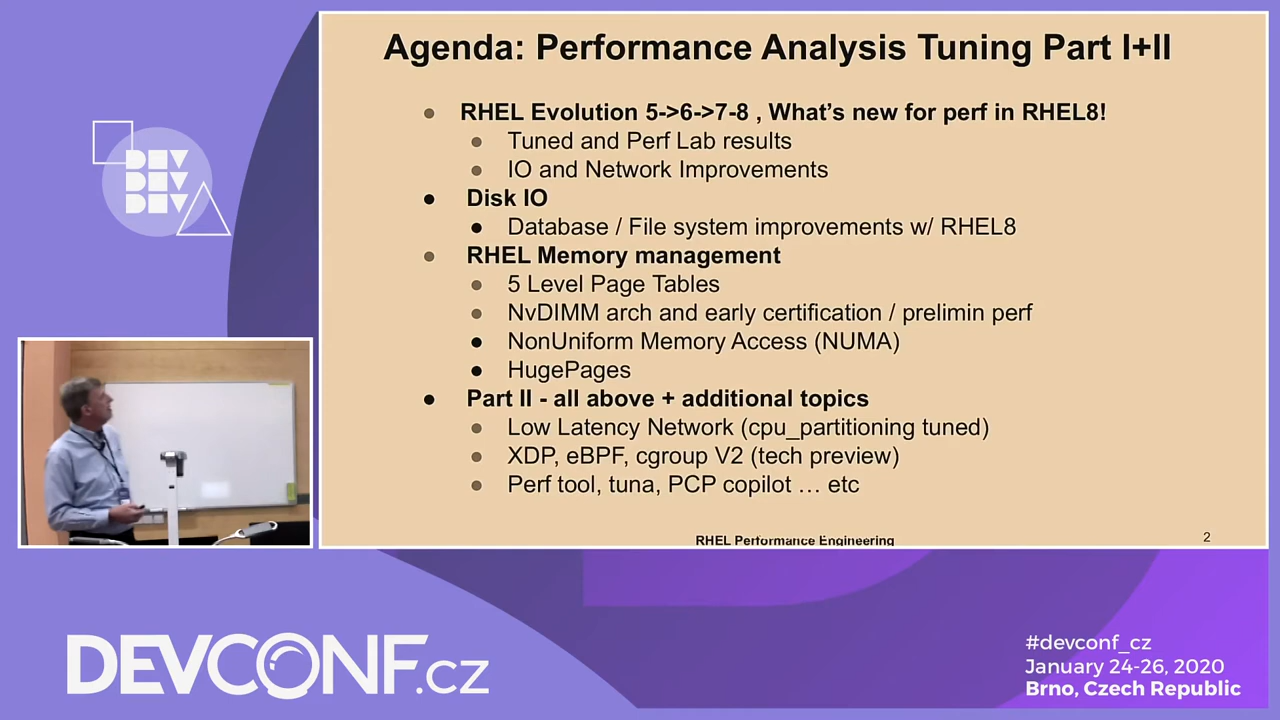 Agenda: Performance Analysis Tuning Part I+II
RHEL Evolution 5->6->7-8 , What's new for perf in RHEL8!
Tuned and Perf Lab results
IO and Network Improvements
Disk IO
Database / File system improvements w/ RHEL8
RHEL Memory management
5 Level Page Tables
NvDIMM arch and early certification / prelimin perf
NonUniform Memory Access (NUMA)
HugePages
Part II - all above + additional topics
Low Latency Network (cpu_partitioning tuned)
XDP, eBPF, cgroup V2 (tech preview)
Perf tool, tuna, PCP copilot … etc
RHEL Performance Engineering
2
DEV
DEV
DEV
DEVCONF.cz
#devconf_cz
January 24-26, 2020
Brno, Czech Republic